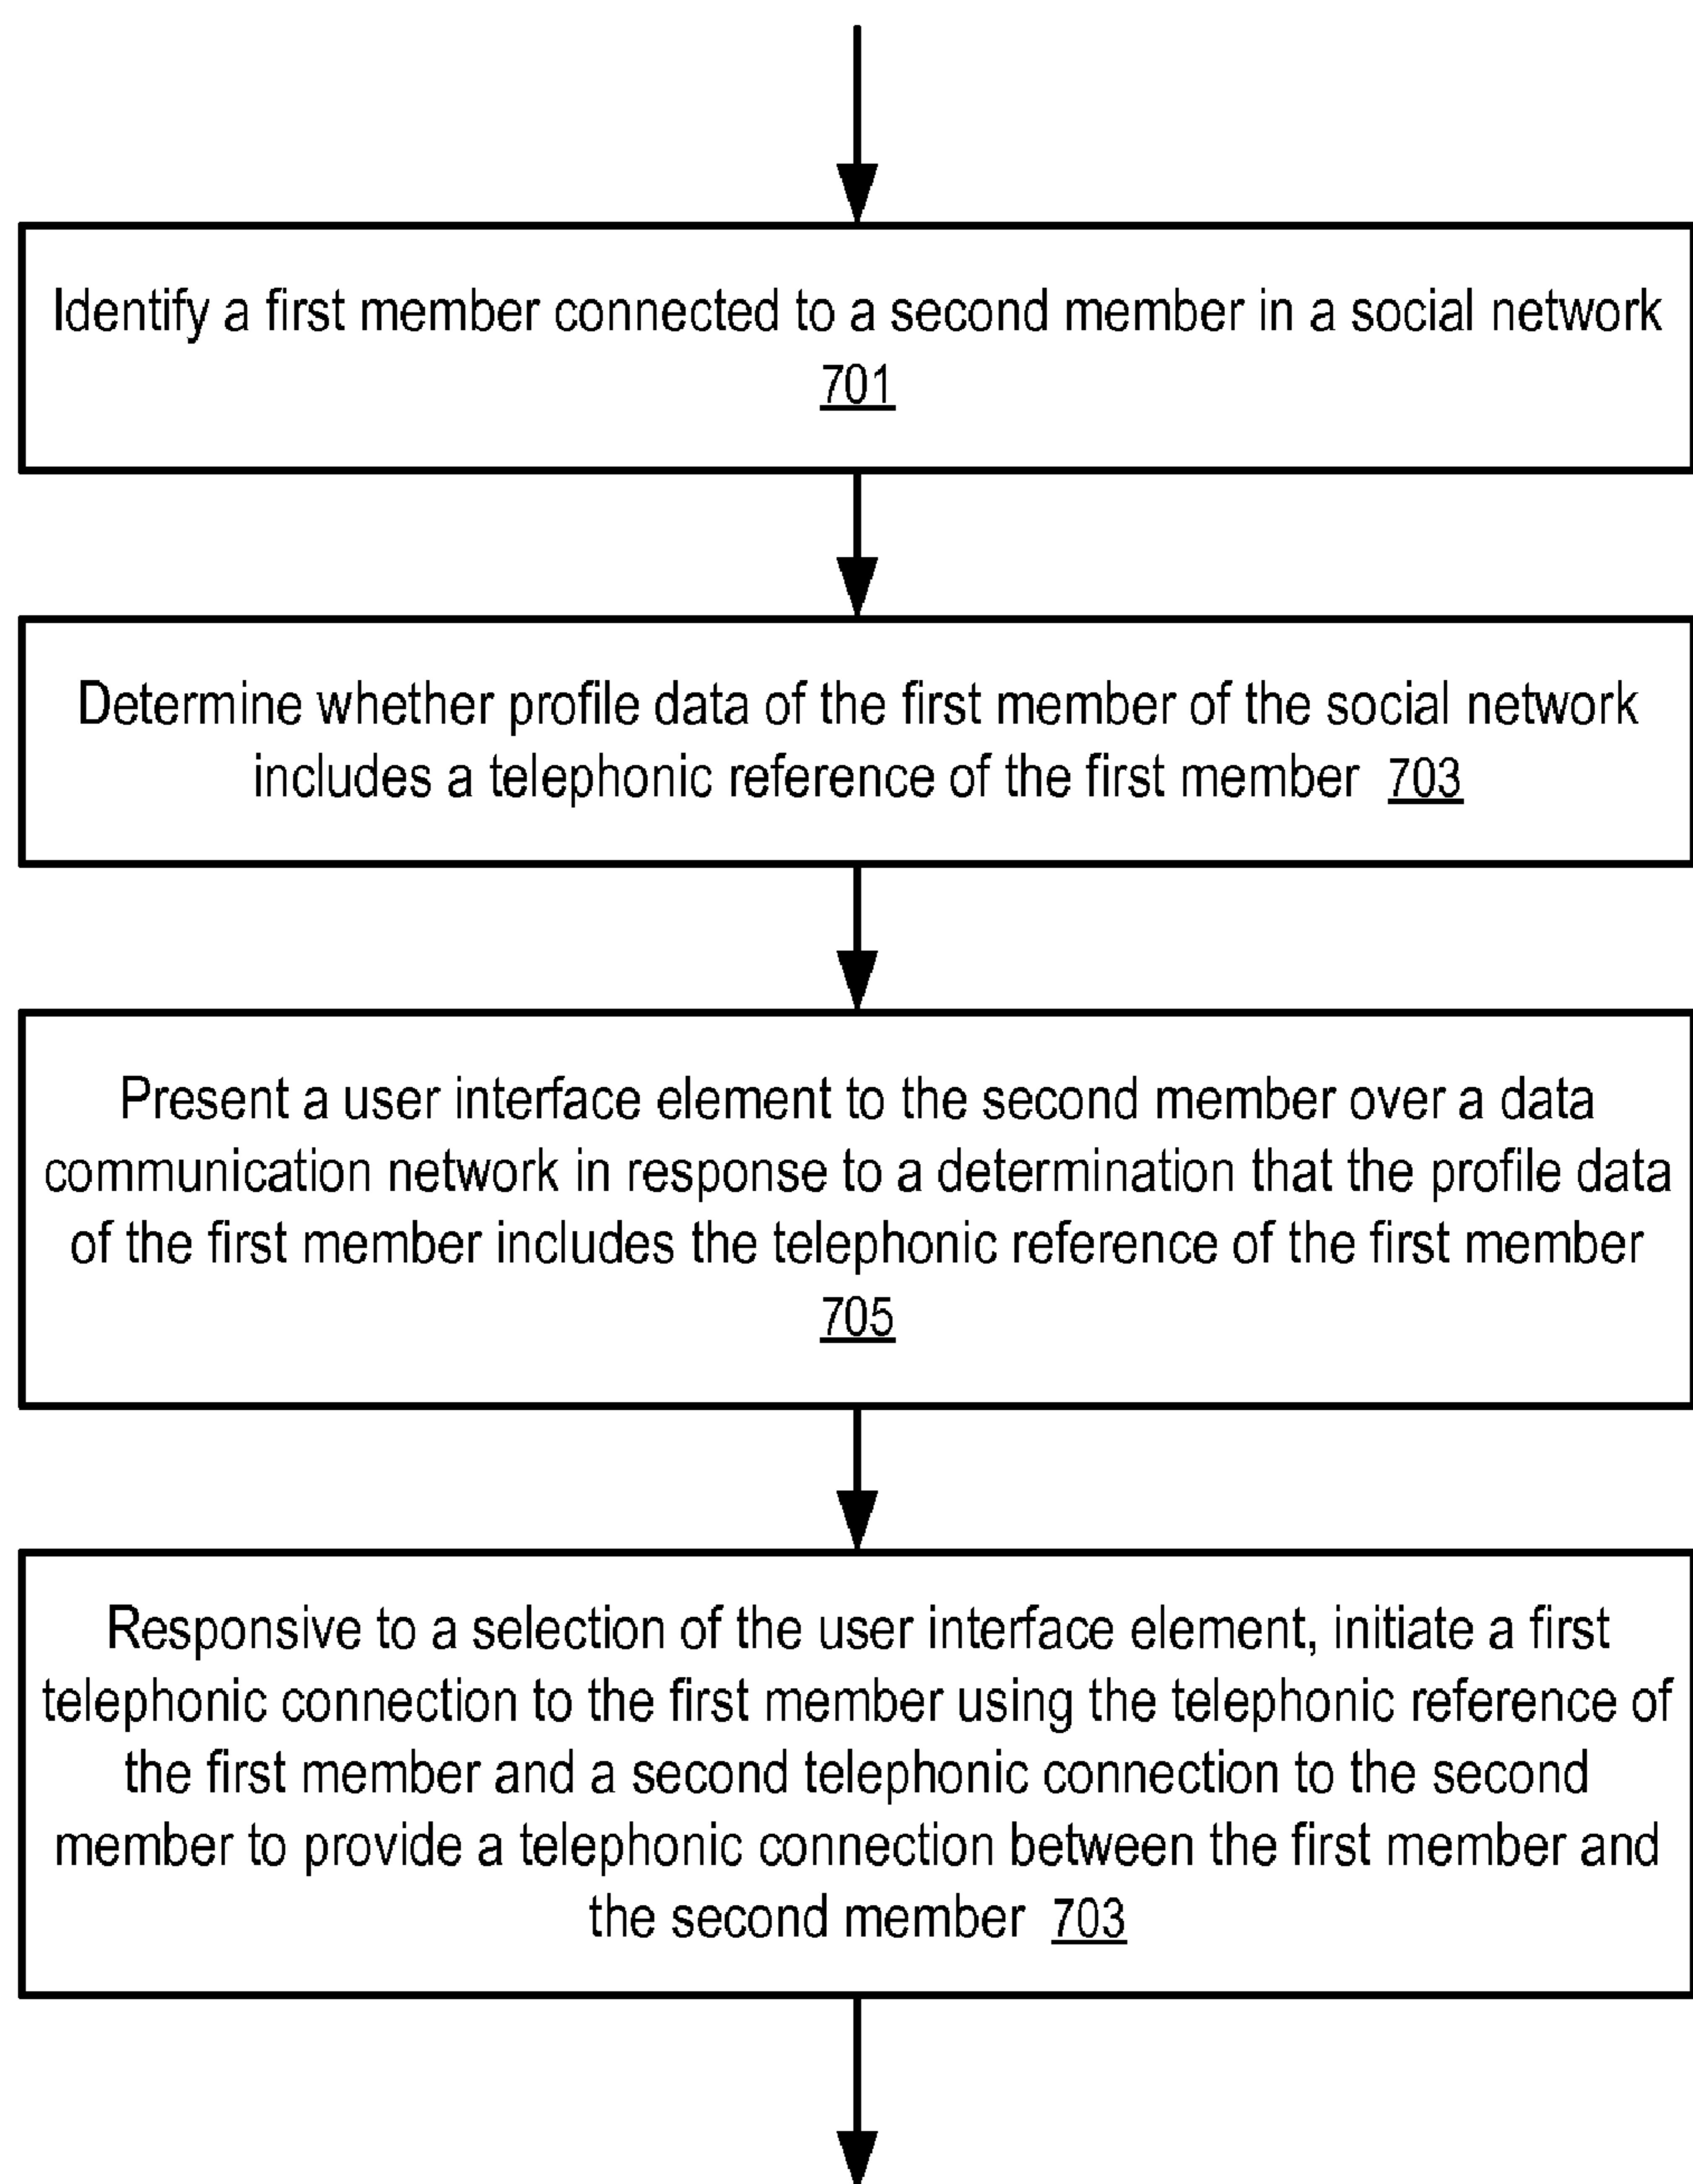 Identify a first member connected to a second member in a social network
701
Determine whether profile data of the first member of the social network
includes a telephonic reference of the first member 703
Present a user interface element to the second member over a data
communication network in response to a determination that the profile data
of the first member includes the telephonic reference of the first member
705
Responsive to a selection of the user interface element, initiate a first
telephonic connection to the first member using the telephonic reference of
the first member and a second telephonic connection to the second
member to provide a telephonic connection between the first member and
the second member 703